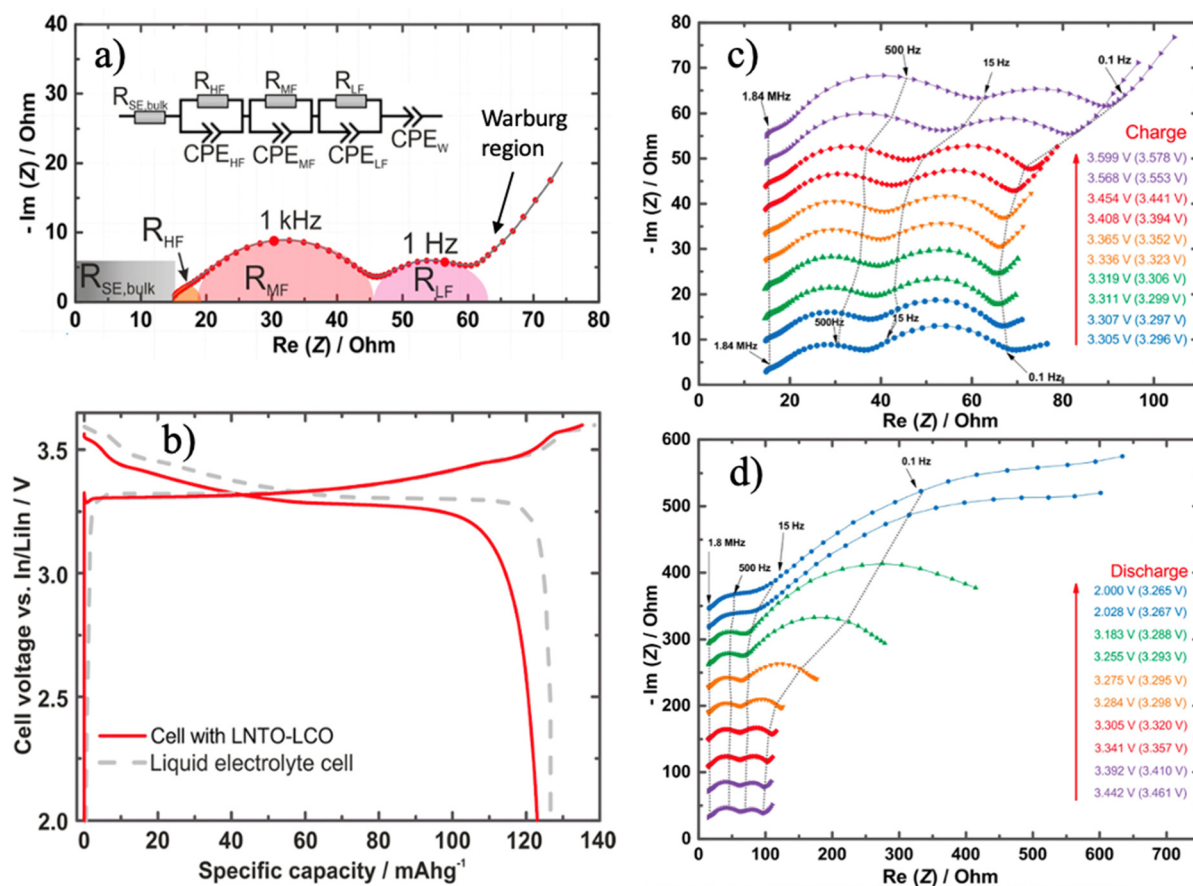 a)
R_SE,bulk
R_HF
R_MF
R_LF
CPE_HF
CPE_MF
CPE_LF
CPE_W
Warburg
region
R_HF
1 kHz
1 Hz
R_SE,bulk
R_MF
R_LF
- Im (Z) / Ohm
40
30
20
10
0
0 10 20 30 40 50 60 70 80
Re (Z) / Ohm
c)
500 Hz
15 Hz
0.1 Hz
1.84 MHz
Charge
3.599 V (3.578 V)
3.568 V (3.553 V)
3.454 V (3.441 V)
3.408 V (3.394 V)
3.365 V (3.352 V)
3.336 V (3.323 V)
3.319 V (3.306 V)
3.311 V (3.299 V)
3.307 V (3.297 V)
3.305 V (3.296 V)
500Hz
15 Hz
1.84 MHz
0.1 Hz
- Im (Z) / Ohm
80
70
60
50
40
30
20
10
0
0 20 40 60 80 100
Re (Z) / Ohm
b)
Cell voltage vs. In/LiIn / V
3.5
3.0
2.5
2.0
Cell with LNTO-LCO
Liquid electrolyte cell
0 20 40 60 80 100 120 140
Specific capacity / mAhg⁻¹
d)
0.1 Hz
15 Hz
1.8 MHz
500 Hz
Discharge
2.000 V (3.265 V)
2.028 V (3.267 V)
3.183 V (3.288 V)
3.255 V (3.293 V)
3.275 V (3.295 V)
3.284 V (3.298 V)
3.305 V (3.320 V)
3.341 V (3.357 V)
3.392 V (3.410 V)
3.442 V (3.461 V)
- Im (Z) / Ohm
600
500
400
300
200
100
0
0 100 200 300 400 500 600 700
Re (Z) / Ohm